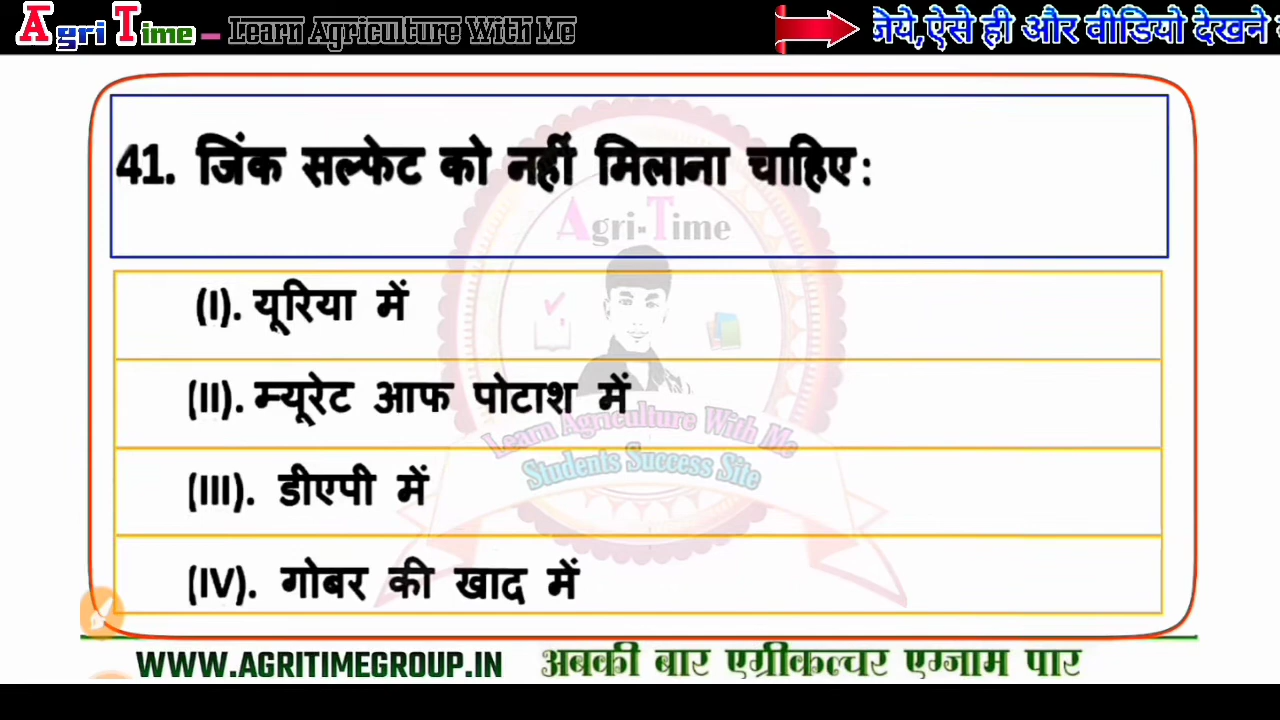 Agri Time – Learn Agriculture With Me
जिये,ऐसे ही और वीडियो देखने
41. जिंक सल्फेट को नहीं मिलाना चाहिए:
Agri-Time
(I). यूरिया में
(II). म्यूरेट आफ पोटाश में
Learn Agriculture With Me
Students Success Site
(III). डीएपी में
(IV). गोबर की खाद में
WWW.AGRITIMEGROUP.IN अबकी बार एग्रीकल्चर एग्जाम पार